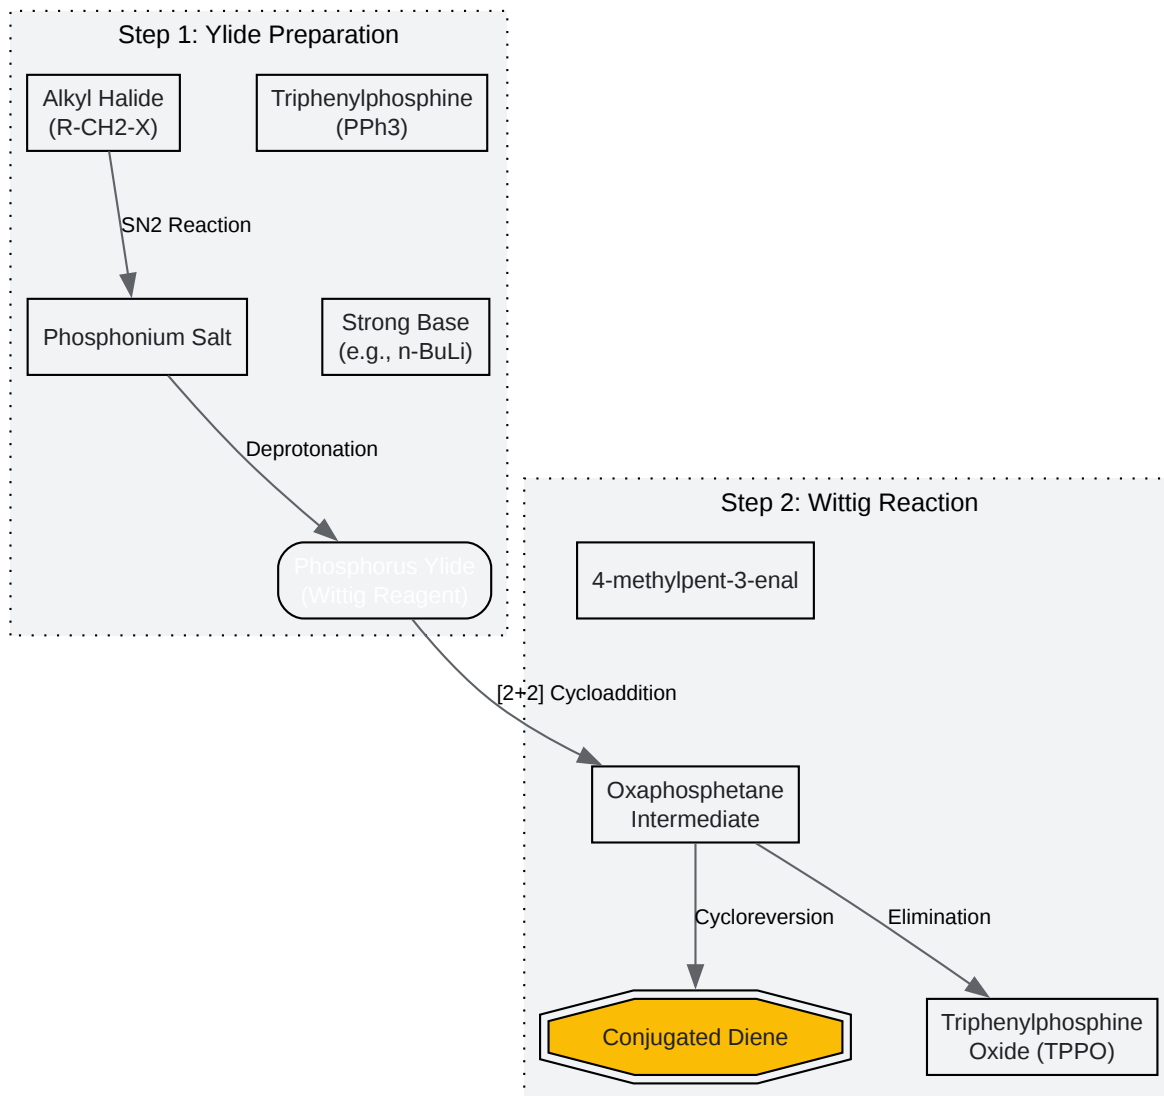 Step 1: Ylide Preparation
Alkyl Halide
(R-CH2-X)
Triphenylphosphine
(PPh3)
SN2 Reaction
Phosphonium Salt
Strong Base
(e.g., n-BuLi)
Deprotonation
Phosphorus Ylide
(Wittig Reagent)
Step 2: Wittig Reaction
4-methylpent-3-enal
[2+2] Cycloaddition
Oxaphosphetane
Intermediate
Cycloreversion
Elimination
Conjugated Diene
Triphenylphosphine
Oxide (TPPO)